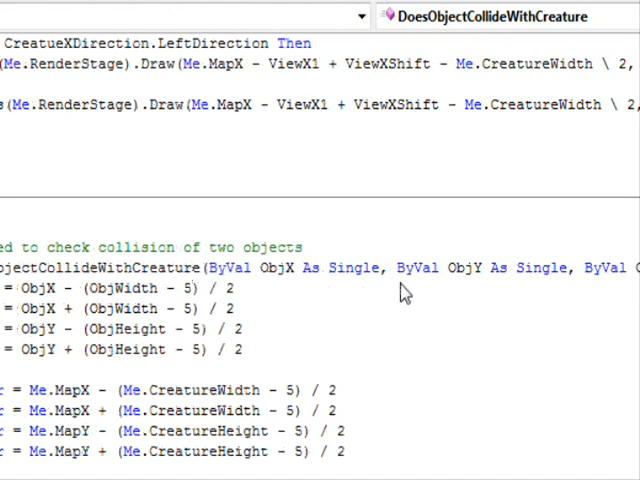 DoesObjectCollideWithCreature
CreatueXDirection.LeftDirection Then
(Me.RenderStage).Draw(Me.MapX - ViewX1 + ViewXShift - Me.CreatureWidth \ 2,
s(Me.RenderStage).Draw(Me.MapX - ViewX1 + ViewXShift - Me.CreatureWidth \ 2,
ed to check collision of two objects
bjectCollideWithCreature(ByVal ObjX As Single, ByVal ObjY As Single, ByVal O
= ObjX - (ObjWidth - 5) / 2
= ObjX + (ObjWidth - 5) / 2
= ObjY - (ObjHeight - 5) / 2
= ObjY + (ObjHeight - 5) / 2
r = Me.MapX - (Me.CreatureWidth - 5) / 2
r = Me.MapX + (Me.CreatureWidth - 5) / 2
r = Me.MapY - (Me.CreatureHeight - 5) / 2
r = Me.MapY + (Me.CreatureHeight - 5) / 2